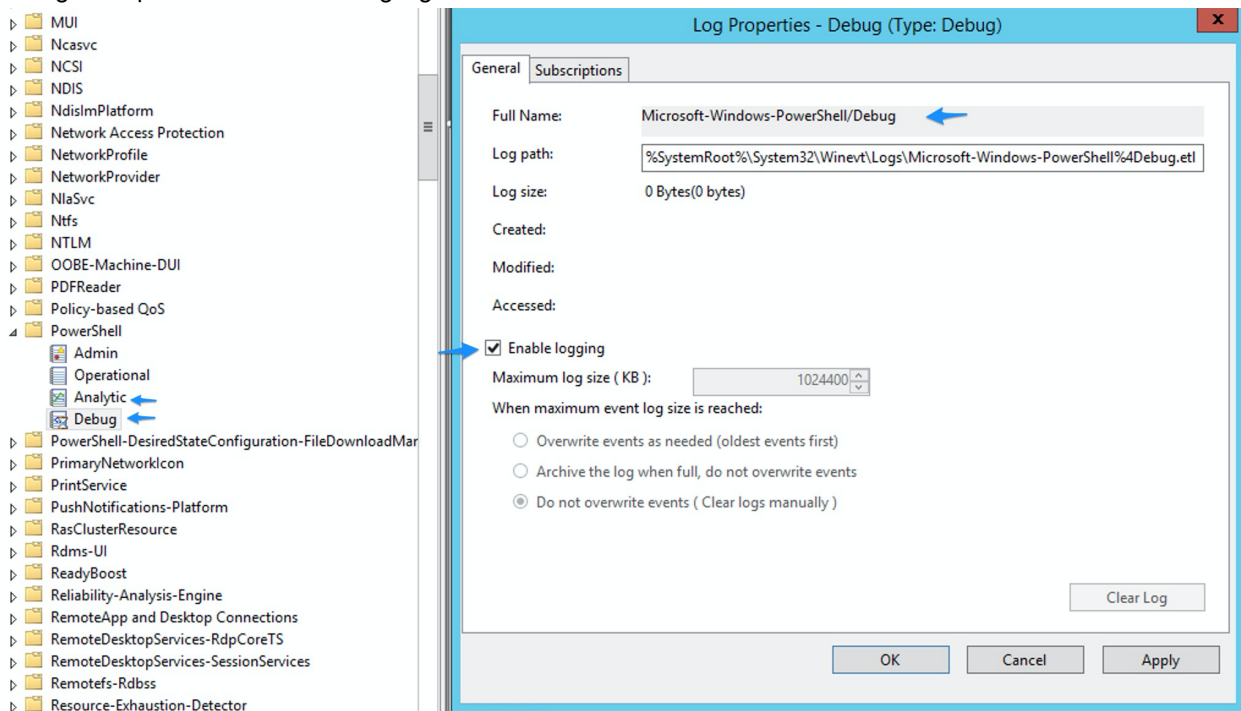 MUI
Ncasvc
NCSI
NDIS
NdisImPlatform
Network Access Protection
NetworkProfile
NetworkProvider
NlaSvc
Ntfs
NTLM
OOBE-Machine-DUI
PDFReader
Policy-based QoS
PowerShell
Admin
Operational
Analytic
Debug
PowerShell-DesiredStateConfiguration-FileDownloadMar
PrimaryNetworkIcon
PrintService
PushNotifications-Platform
RasClusterResource
Rdms-UI
ReadyBoost
Reliability-Analysis-Engine
RemoteApp and Desktop Connections
RemoteDesktopServices-RdpCoreTS
RemoteDesktopServices-SessionServices
Remotefs-Rdbss
Resource-Exhaustion-Detector
Log Properties - Debug (Type: Debug)
x
General Subscriptions
Full Name: Microsoft-Windows-PowerShell/Debug
Log path: %SystemRoot%\System32\Winevt\Logs\Microsoft-Windows-PowerShell%4Debug.etl
Log size: 0 Bytes(0 bytes)
Created:
Modified:
Accessed:
Enable logging
Maximum log size ( KB ): 1024400
When maximum event log size is reached:
Overwrite events as needed (oldest events first)
Archive the log when full, do not overwrite events
Do not overwrite events ( Clear logs manually )
Clear Log
OK Cancel Apply